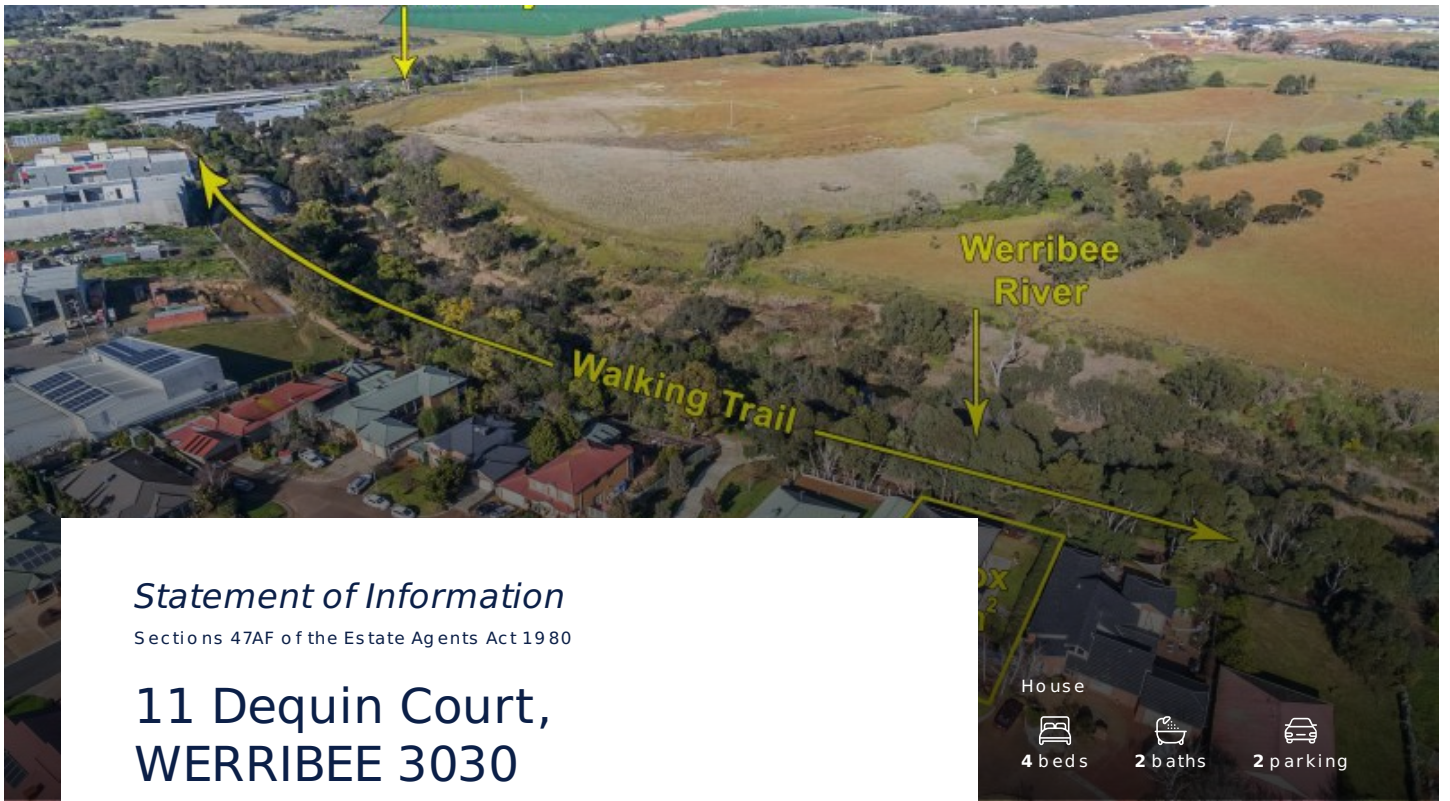 Werribee
River
Walking Trail
Statement of Information
Sections 47AF of the Estate Agents Act 1980
11 Dequin Court,
WERRIBEE 3030
House
4 beds
2 baths
2 parking